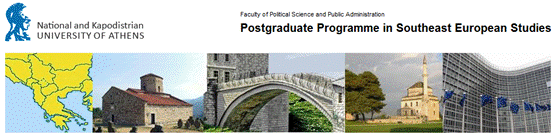 National and Kapodistrian
UNIVERSITY OF ATHENS
Faculty of Political Science and Public Administration
Postgraduate Programme in Southeast European Studies